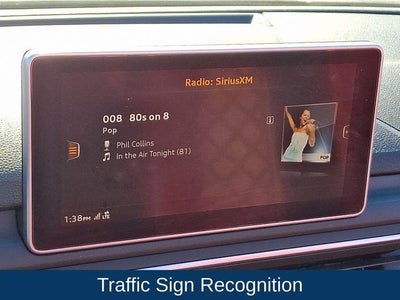 Radio: SiriusXM
008 80s on 8
Pop
Phil Collins
In the Air Tonight (81)
POP
1:38PM LTE
Traffic Sign Recognition